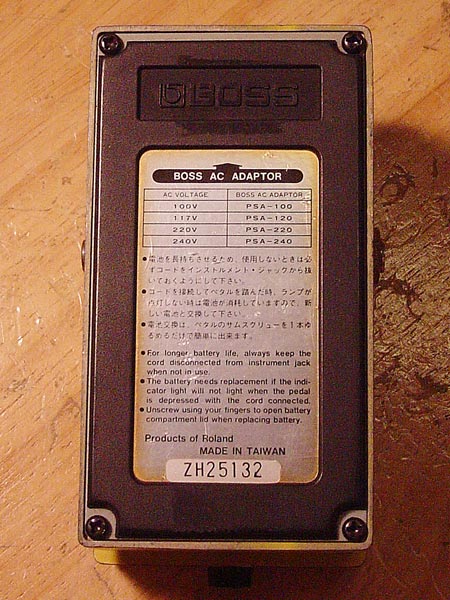 BOSS
BOSS AC ADAPTOR
AC VOLTAGE BOSS AC ADAPTOR
100V PSA-100
117V PSA-120
220V PSA-220
240V PSA-240
●電池を長持ちさせるため、使用しないときは必
ずコードをインストルメント・ジャックから抜
いておくようにして下さい。
●コードを接続してペダルを踏んだ時、ランプが
点灯しない時は電池が消耗していますので、新
しい電池と交換して下さい。
●電池交換は、ペダルのサムスクリューを1本ゆ
るめるだけで簡単に出来ます。
●For longer battery life, always keep the
cord disconnected from instrument jack
when not in use.
●The battery needs replacement if the indi-
cator light will not light when the pedal
is depressed with the cord connected.
●Unscrew using your fingers to open battery
compartment lid when replacing battery.
Products of Roland
MADE IN TAIWAN
ZH25132